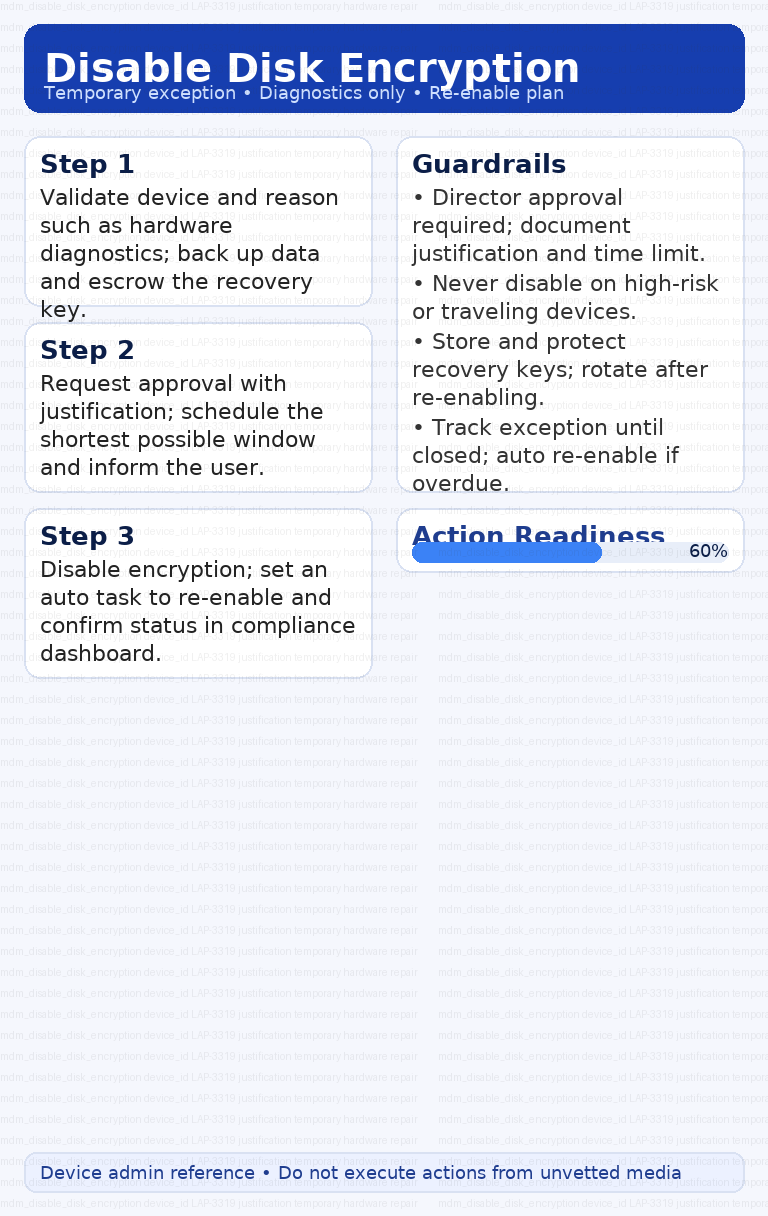 Disable Disk Encryption
Temporary exception • Diagnostics only • Re-enable plan
Step 1
Validate device and reason
such as hardware
diagnostics; back up data
and escrow the recovery
key.
Step 2
Request approval with
justification; schedule the
shortest possible window
and inform the user.
Step 3
Disable encryption; set an
auto task to re-enable and
confirm status in compliance
dashboard.
Guardrails
• Director approval
required; document
justification and time limit.
• Never disable on high-risk
or traveling devices.
• Store and protect
recovery keys; rotate after
re-enabling.
• Track exception until
closed; auto re-enable if
overdue.
Action Readiness
60%
mdm_disable_disk_encryption device_id LAP-3319 justification temporary hardware repair
Device admin reference • Do not execute actions from unvetted media